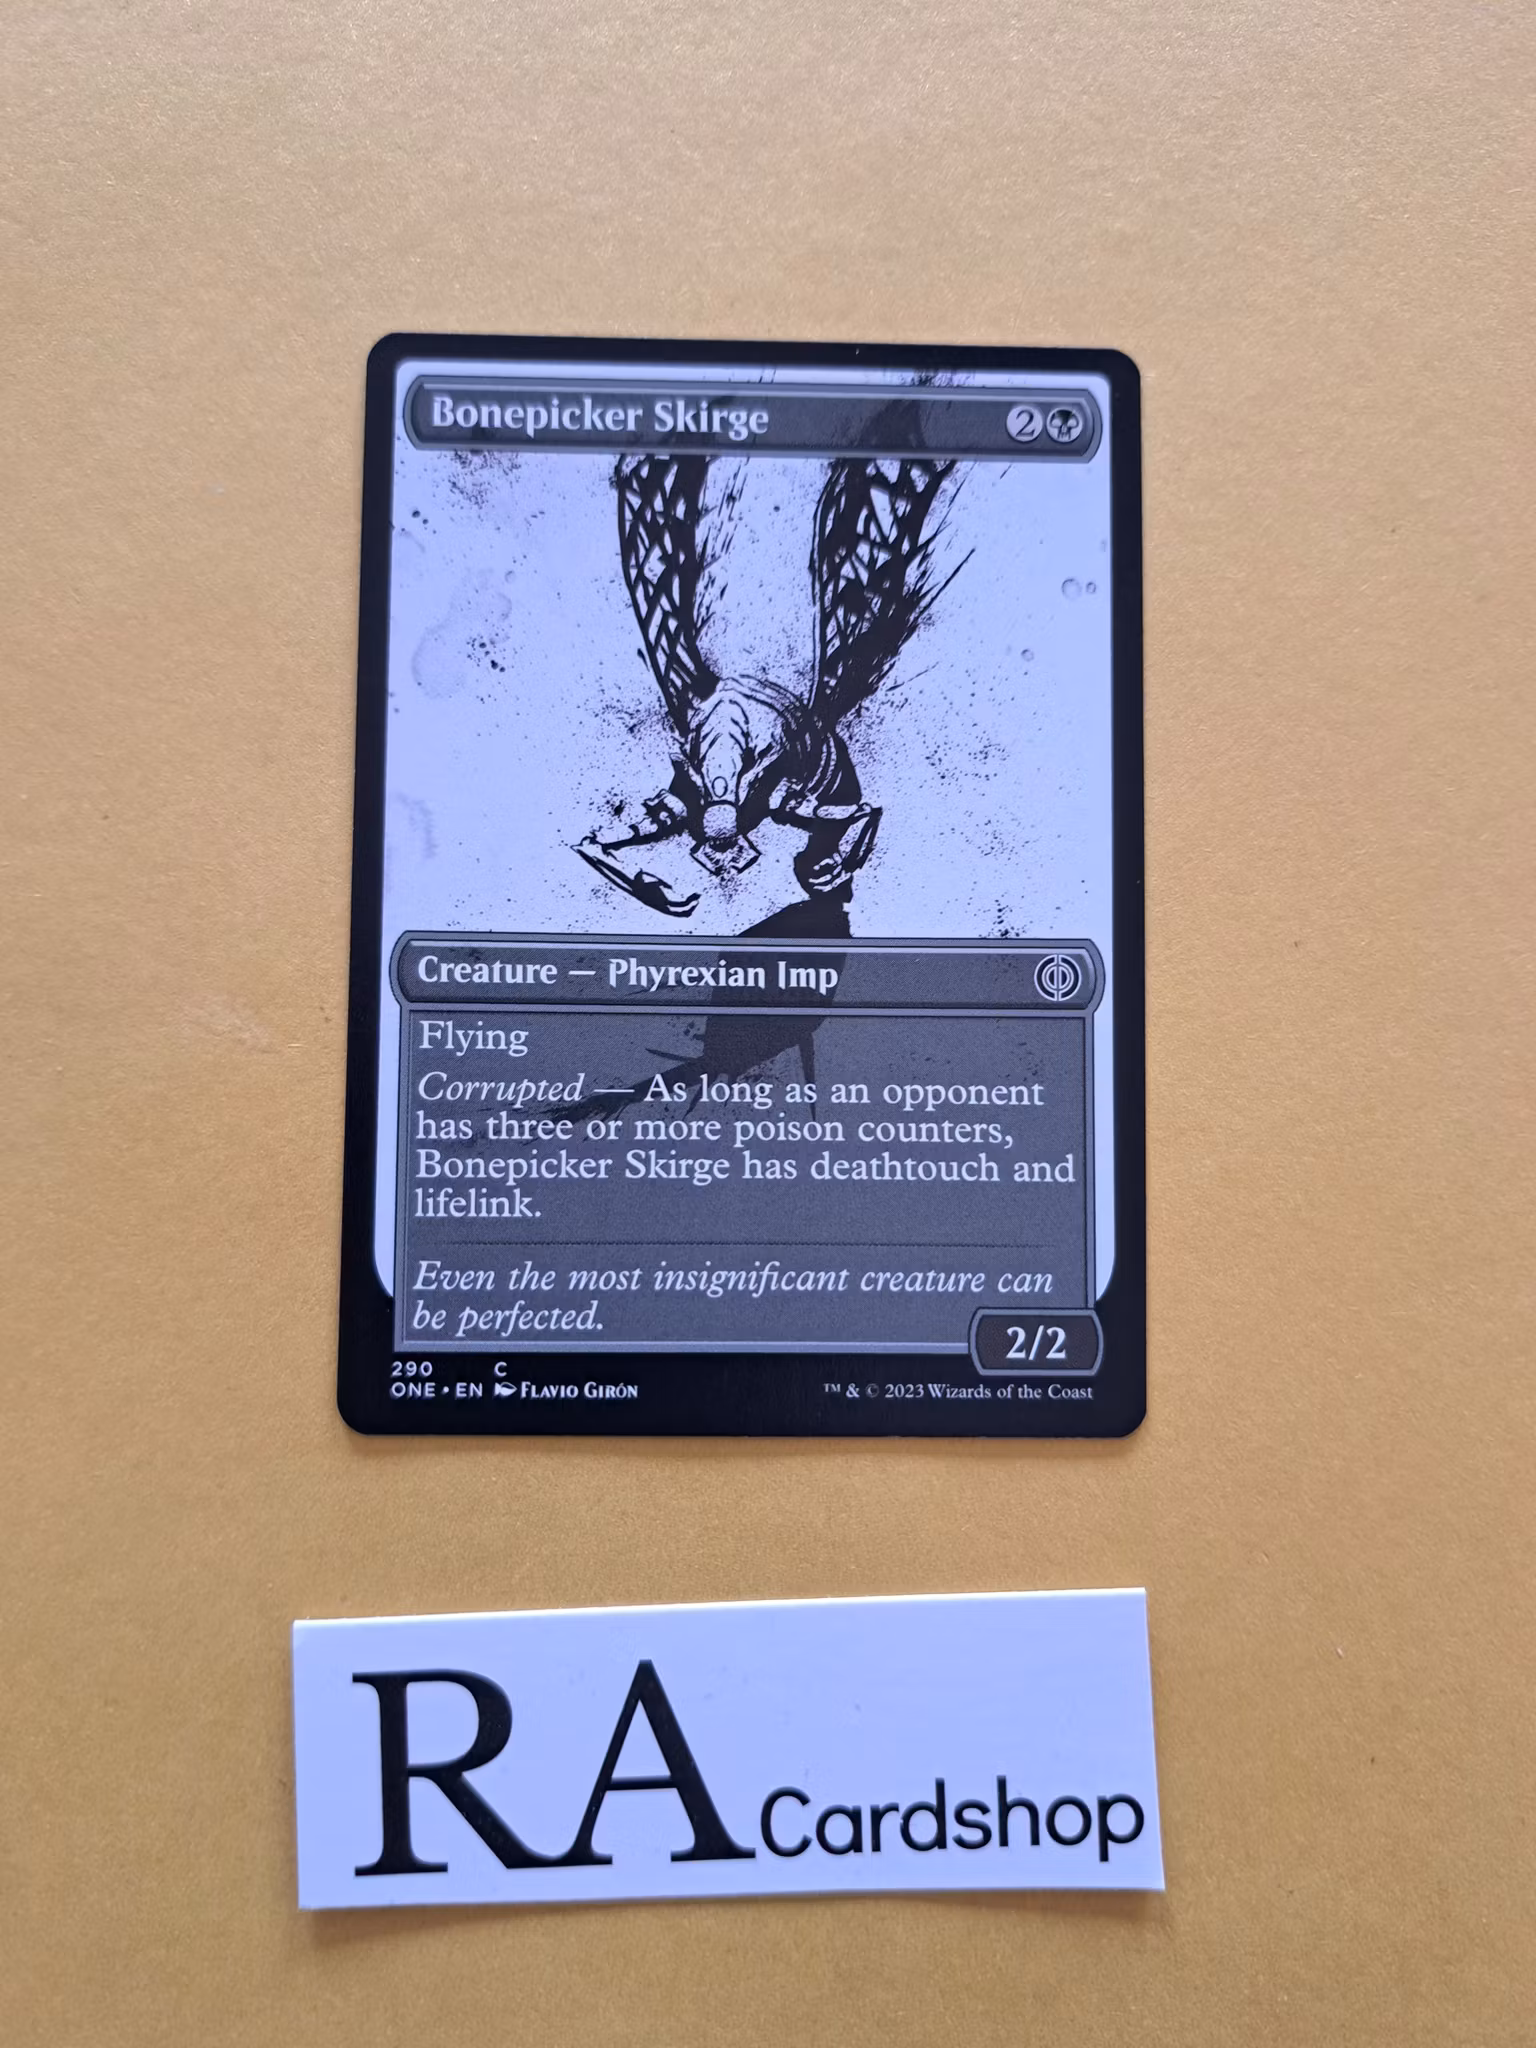 Bonepicker Skirge 2
Creature — Phyrexian Imp
Flying
Corrupted — As long as an opponent
has three or more poison counters,
Bonepicker Skirge has deathtouch and
lifelink.
Even the most insignificant creature can
be perfected.
2/2
290 C
ONE • EN FLAVIO GIRÓN
™ & © 2023 Wizards of the Coast
RA Cardshop